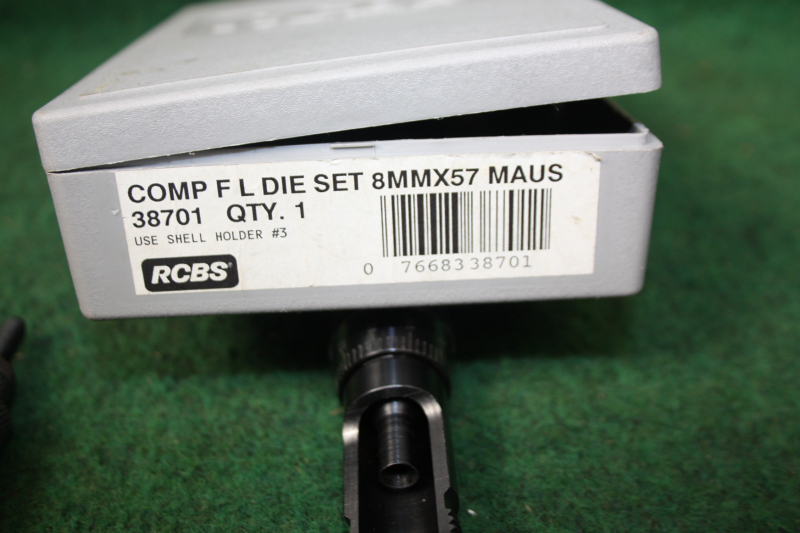 COMP F L DIE SET 8MMX57 MAUS
38701 QTY. 1
USE SHELL HOLDER #3
RCBS
0 76683 38701